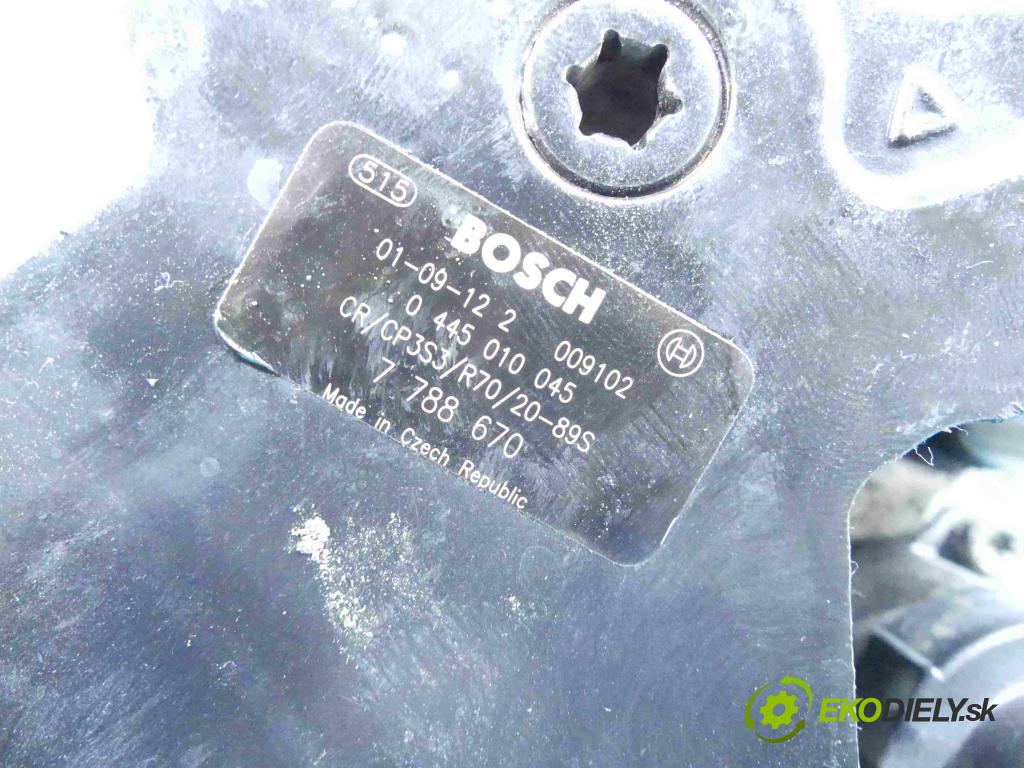 515
BOSCH
01-09-12 2 009102
0 445 010 045
CR/CP3S3/R70/20-89S
7 788 670
Made in Czech Republic
EKODIELY.sk